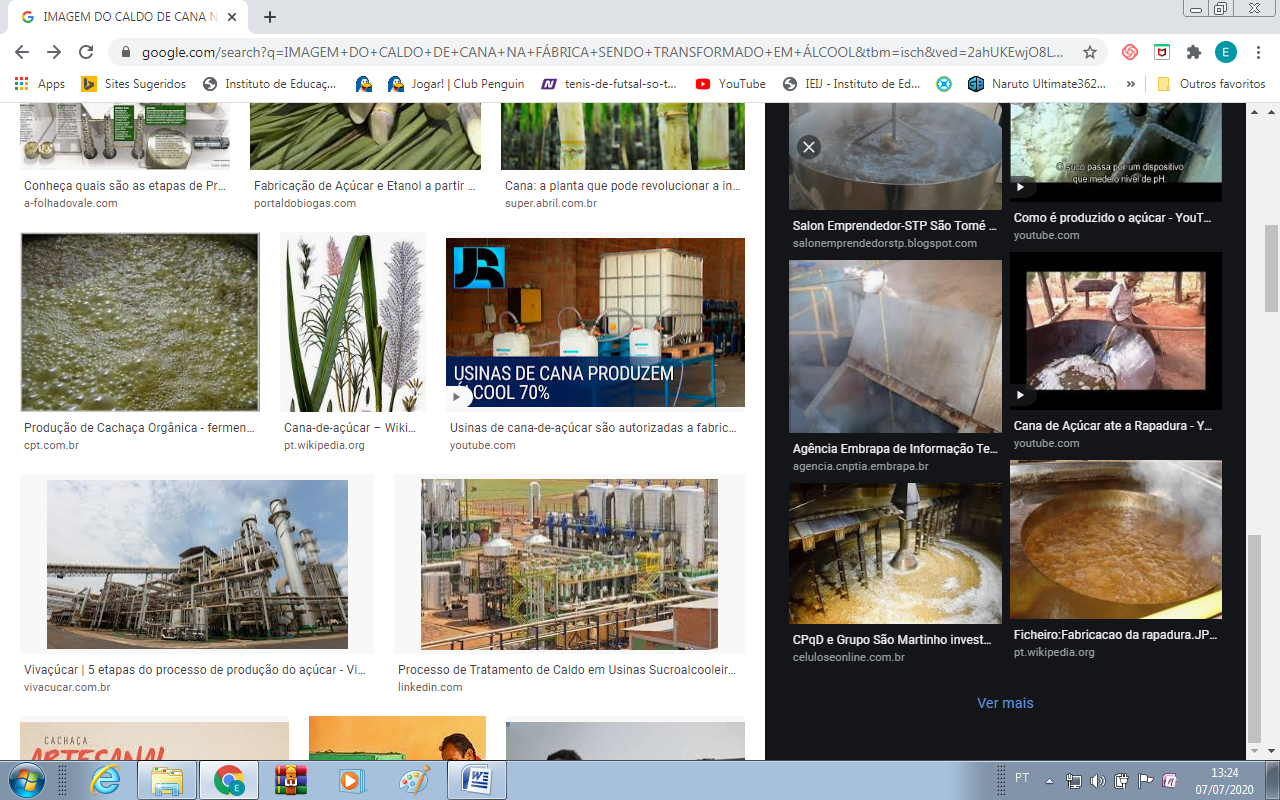 IMAGEM DO CALDO DE CANA N
google.com/search?q=IMAGEM+DO+CALDO+DE+CANA+NA+FÁBRICA+SENDO+TRANSFORMADO+EM+ÁLCOOL&tbm=isch&ved=2ahUKEwjO8L...
E
Apps
Sites Sugeridos
Instituto de Educaç...
Jogar! | Club Penguin
tenis-de-futsal-so-t...
YouTube
IEIJ - Instituto de Ed...
Naruto Ultimate362...
»
Outros favoritos
Conheça quais são as etapas de Pr...
a-folhadovale.com
Fabricação de Açúcar e Etanol a partir ...
portaldobiogas.com
Cana: a planta que pode revolucionar a in...
super.abril.com.br
USINAS DE CANA PRODUZEM
ÁLCOOL 70%
Produção de Cachaça Orgânica - fermen...
cpt.com.br
Cana-de-açúcar – Wiki...
pt.wikipedia.org
Usinas de cana-de-açúcar são autorizadas a fabric...
youtube.com
Vivaçúcar | 5 etapas do processo de produção do açúcar - Vi...
vivacucar.com.br
Processo de Tratamento de Caldo em Usinas Sucroalcooleir...
linkedin.com
CACHAÇA
ARTESANAL
O suco passa por um dispositivo
que mede o nível de pH.
Salon Emprendedor-STP São Tomé ...
salonemprendedorstp.blogspot.com
Como é produzido o açúcar - YouT...
youtube.com
Agência Embrapa de Informação Te...
agencia.cnptia.embrapa.br
Cana de Açúcar ate a Rapadura - Y...
youtube.com
CPqD e Grupo São Martinho invest...
celuloseonline.com.br
Ficheiro:Fabricacao da rapadura.JP...
pt.wikipedia.org
Ver mais
PT
13:24
07/07/2020